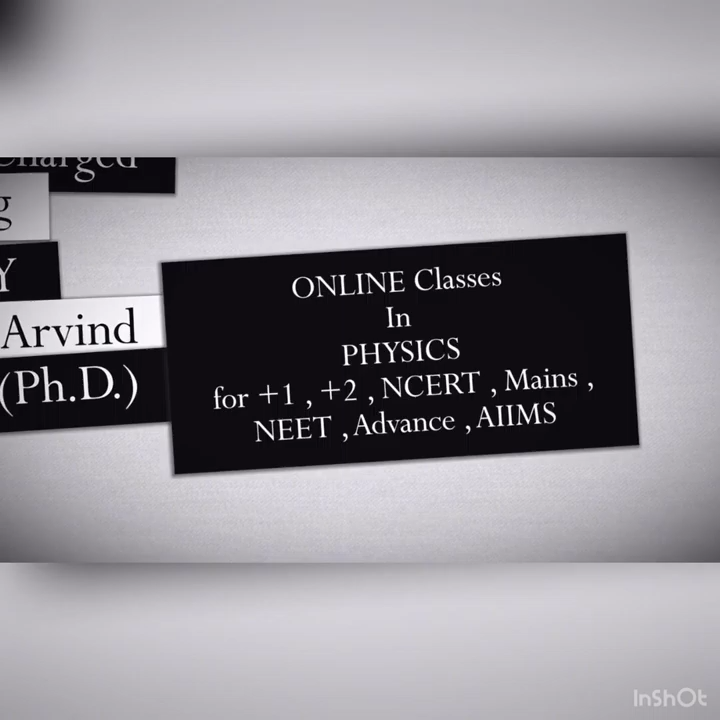 Charged
g
Y
Arvind
(Ph.D.)
ONLINE Classes
In
PHYSICS
for +1 , +2 , NCERT , Mains ,
NEET , Advance , AIIMS
InShOt